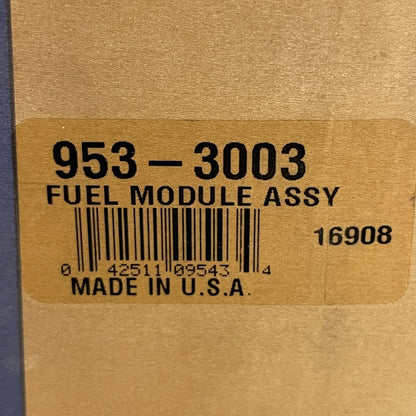 953-3003
FUEL MODULE ASSY
16908
0 42511 09543 4
MADE IN U.S.A.